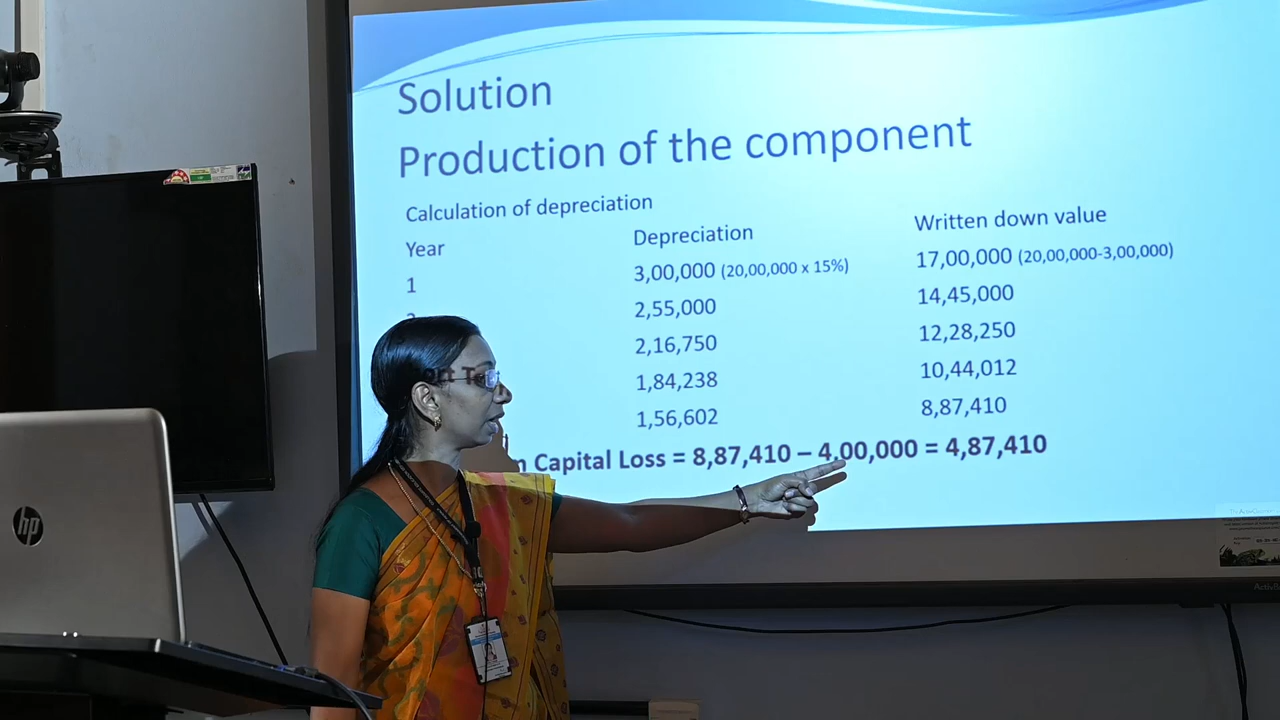 Solution
Production of the component
Calculation of depreciation
Year Depreciation Written down value
1 3,00,000 (20,00,000 x 15%) 17,00,000 (20,00,000-3,00,000)
2,55,000 14,45,000
2,16,750 12,28,250
1,84,238 10,44,012
1,56,602 8,87,410
Capital Loss = 8,87,410 – 4,00,000 = 4,87,410
hp